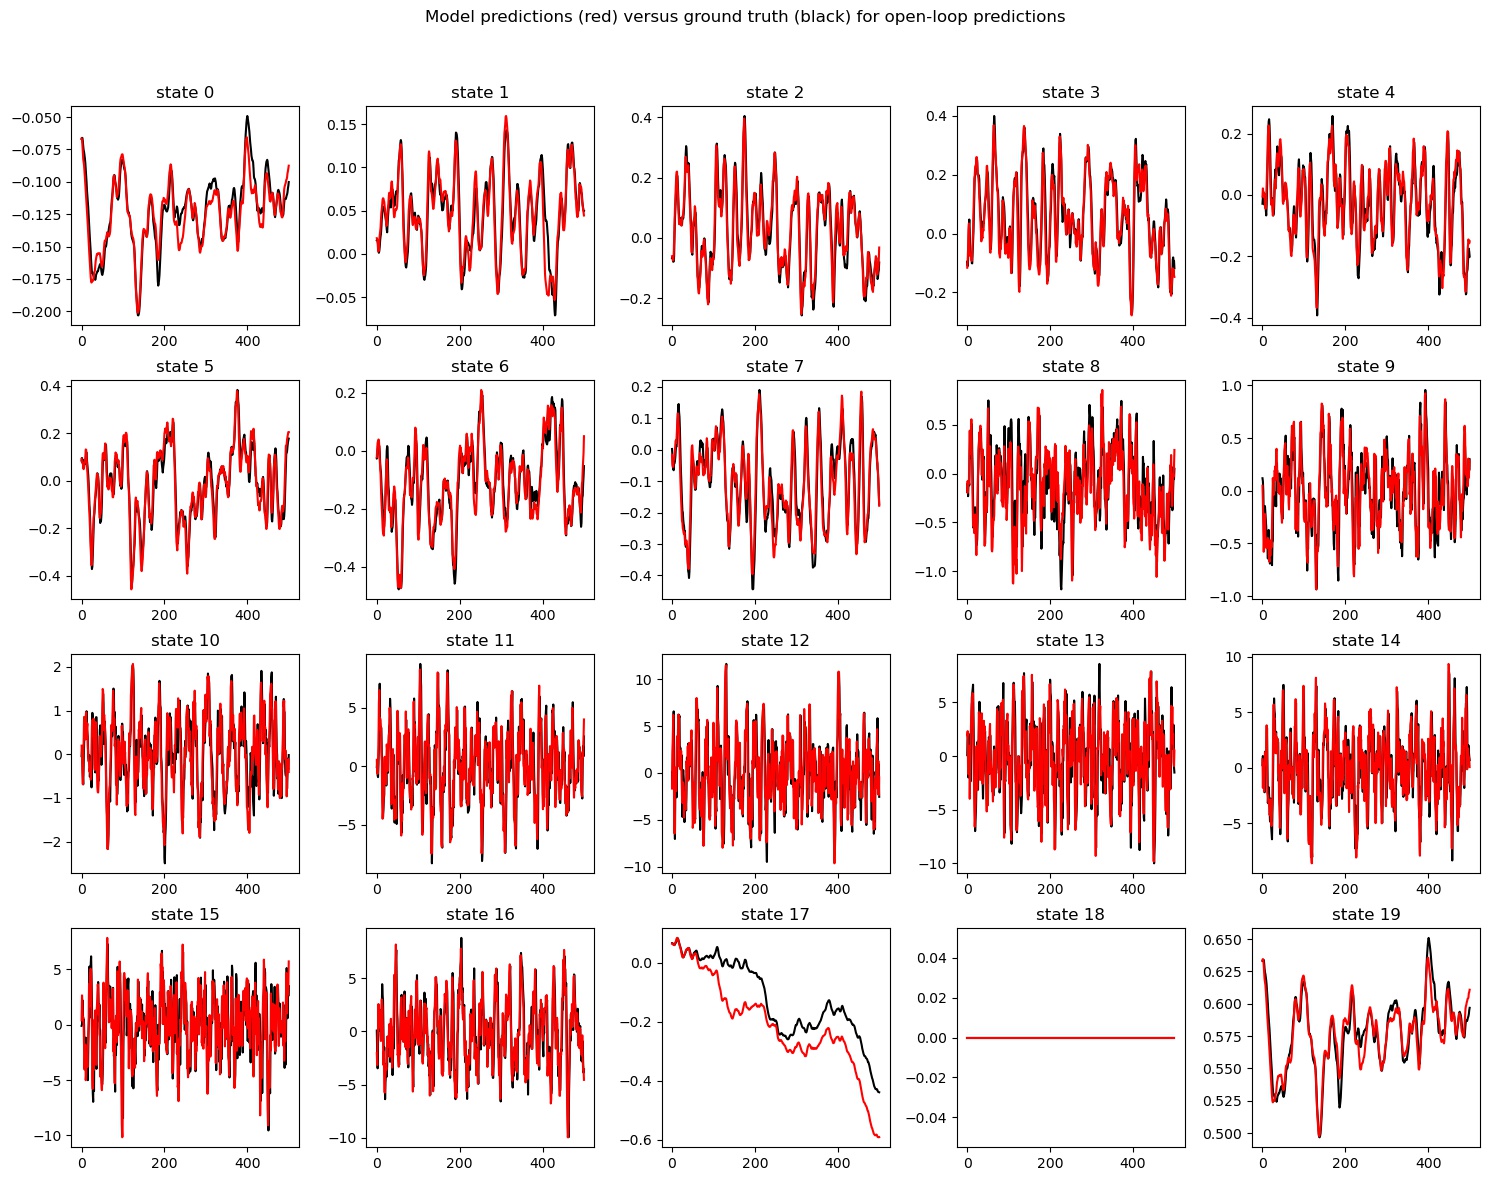 Model predictions (red) versus ground truth (black) for open-loop predictions
state 0
state 1
state 2
state 3
state 4
−0.050
−0.075
−0.100
−0.125
−0.150
−0.175
−0.200
0 200 400
0.15
0.10
0.05
0.00
−0.05
0 200 400
0.4
0.2
0.0
−0.2
0 200 400
0.4
0.2
0.0
−0.2
0 200 400
0.2
0.0
−0.2
−0.4
0 200 400
state 5
state 6
state 7
state 8
state 9
0.4
0.2
0.0
−0.2
−0.4
0 200 400
0.2
0.0
−0.2
−0.4
0 200 400
0.2
0.1
0.0
−0.1
−0.2
−0.3
−0.4
0 200 400
0.5
0.0
−0.5
−1.0
0 200 400
1.0
0.5
0.0
−0.5
−1.0
0 200 400
state 10
state 11
state 12
state 13
state 14
2
1
0
−1
−2
0 200 400
5
0
−5
0 200 400
10
5
0
−5
−10
0 200 400
5
0
−5
−10
0 200 400
10
5
0
−5
0 200 400
state 15
state 16
state 17
state 18
state 19
5
0
−5
−10
0 200 400
5
0
−5
−10
0 200 400
0.0
−0.2
−0.4
−0.6
0 200 400
0.04
0.02
0.00
−0.02
−0.04
0 200 400
0.650
0.625
0.600
0.575
0.550
0.525
0.500
0 200 400